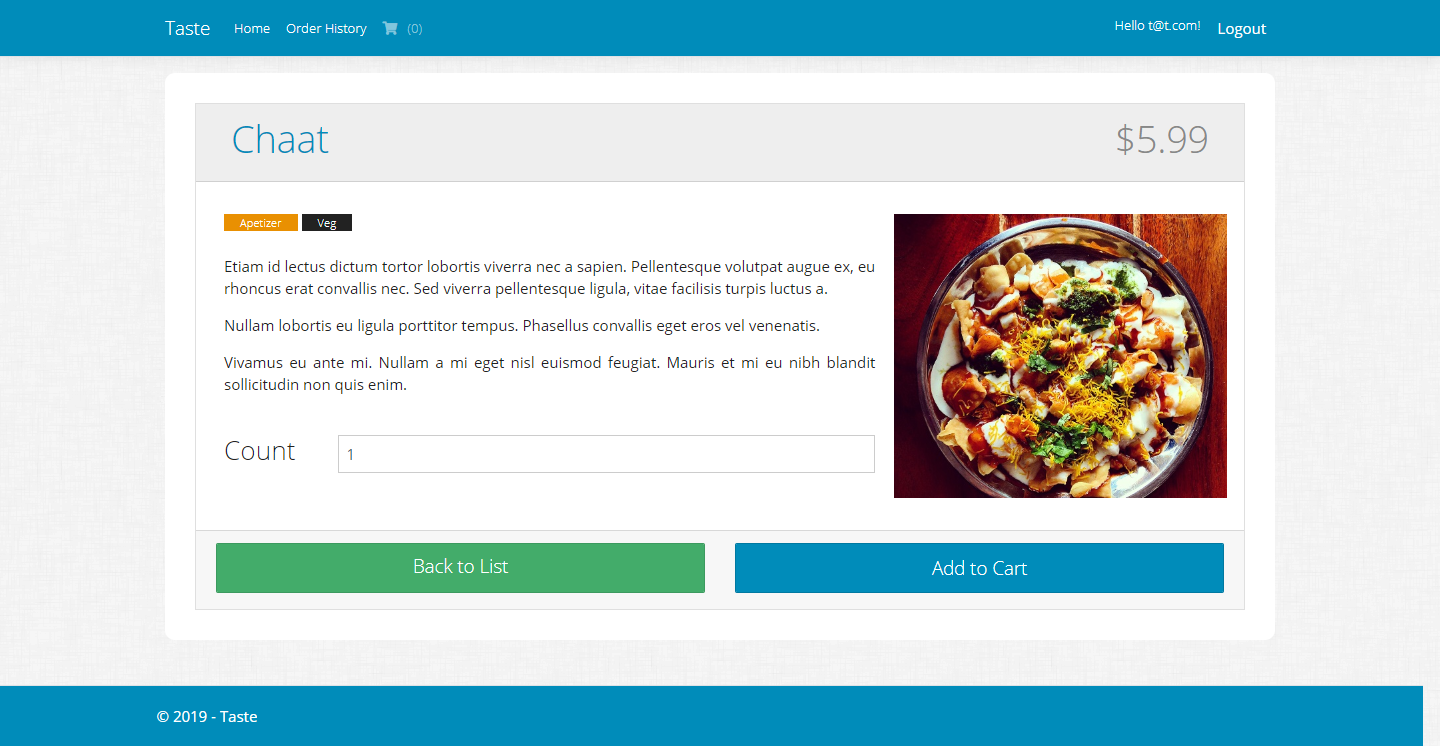 Taste Home Order History (0) Hello t@t.com! Logout
Chaat $5.99
Apetizer Veg
Etiam id lectus dictum tortor lobortis viverra nec a sapien. Pellentesque volutpat augue ex, eu
rhoncus erat convallis nec. Sed viverra pellentesque ligula, vitae facilisis turpis luctus a.
Nullam lobortis eu ligula porttitor tempus. Phasellus convallis eget eros vel venenatis.
Vivamus eu ante mi. Nullam a mi eget nisl euismod feugiat. Mauris et mi eu nibh blandit
sollicitudin non quis enim.
Count 1
Back to List Add to Cart
© 2019 - Taste